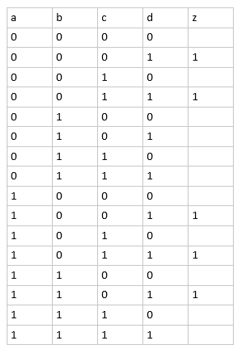 a b c d z
0 0 0 0
0 0 0 1 1
0 0 1 0
0 0 1 1 1
0 1 0 0
0 1 0 1
0 1 1 0
0 1 1 1
1 0 0 0
1 0 0 1 1
1 0 1 0
1 0 1 1 1
1 1 0 0
1 1 0 1 1
1 1 1 0
1 1 1 1